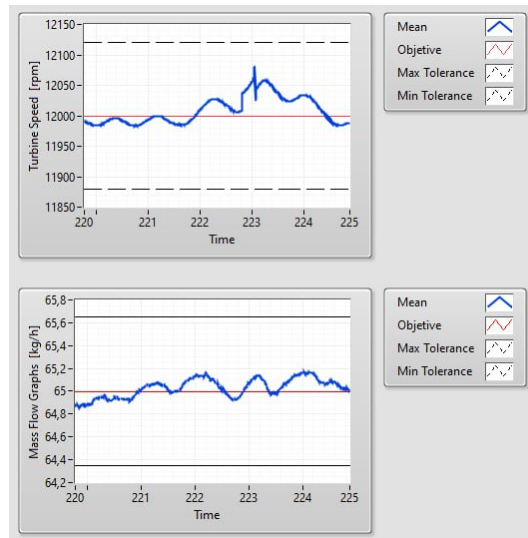 12150
12100
12050
12000
11950
11900
11850
Turbine Speed [rpm]
220 221 222 223 224 225
Time
Mean
Objetive
Max Tolerance
Min Tolerance
65,8
65,6
65,4
65,2
65
64,8
64,6
64,4
64,2
Mass Flow Graphs [kg/h]
220 221 222 223 224 225
Time
Mean
Objetive
Max Tolerance
Min Tolerance